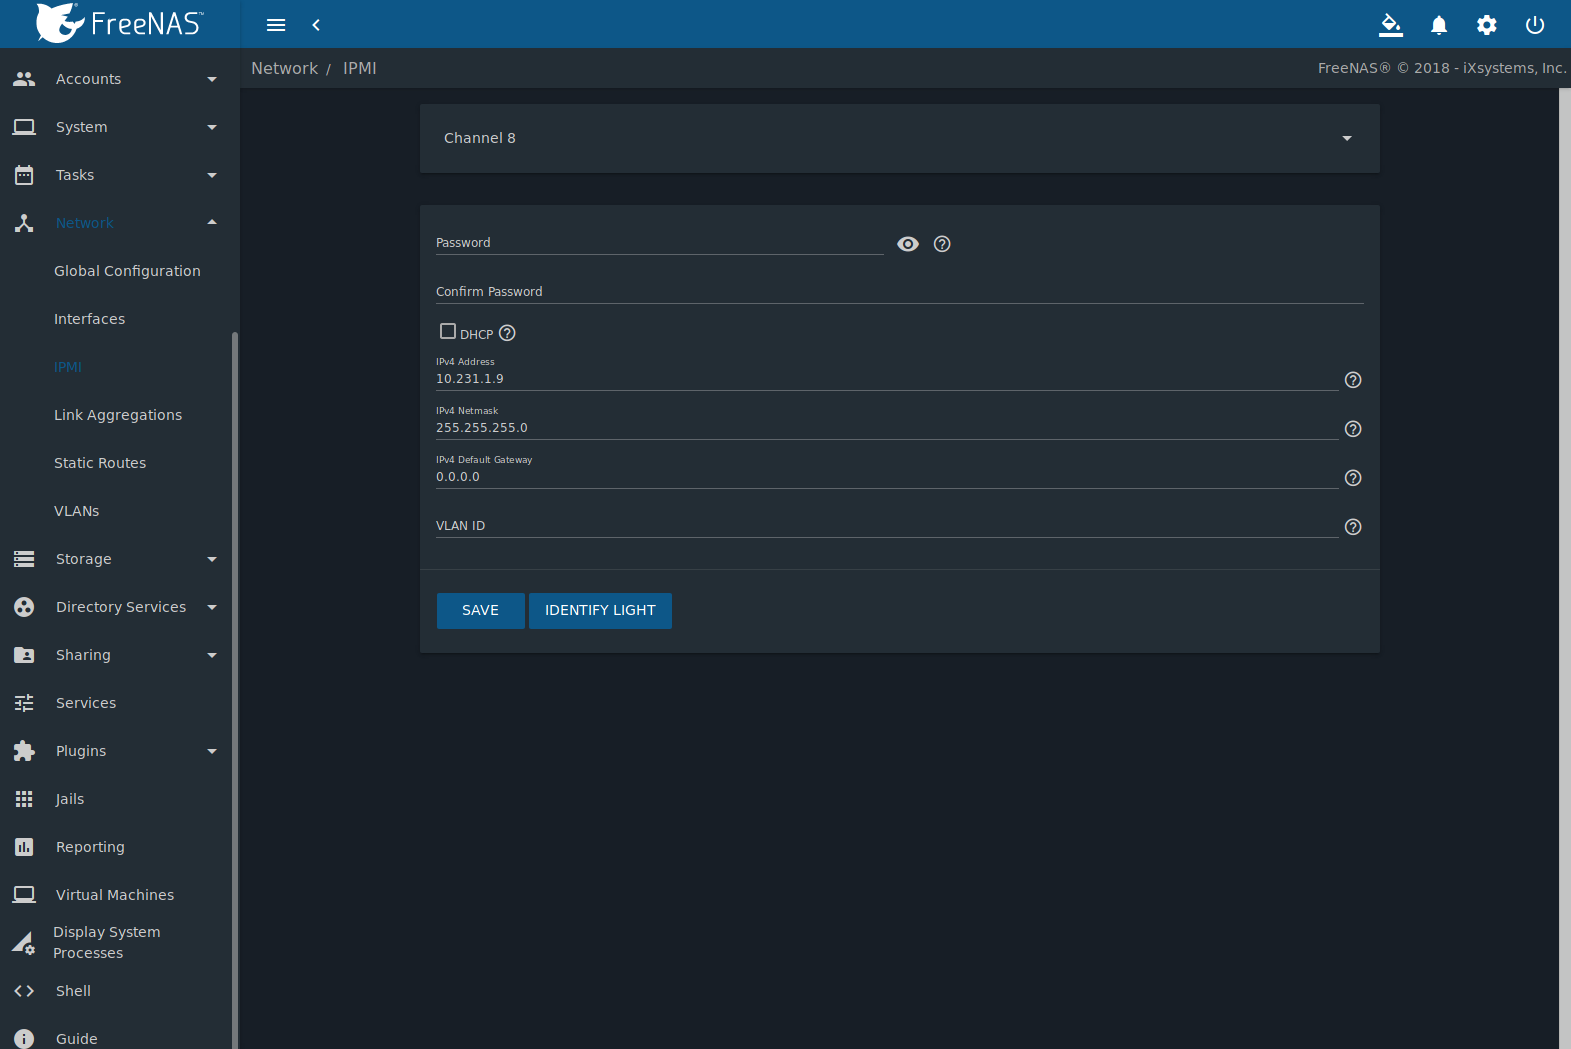 FreeNAS™
Network / IPMI
FreeNAS® © 2018 - iXsystems, Inc.
Accounts
System
Tasks
Network
Global Configuration
Interfaces
IPMI
Link Aggregations
Static Routes
VLANs
Storage
Directory Services
Sharing
Services
Plugins
Jails
Reporting
Virtual Machines
Display System
Processes
Shell
Guide
Channel 8
Password
Confirm Password
DHCP
IPv4 Address
10.231.1.9
IPv4 Netmask
255.255.255.0
IPv4 Default Gateway
0.0.0.0
VLAN ID
SAVE IDENTIFY LIGHT